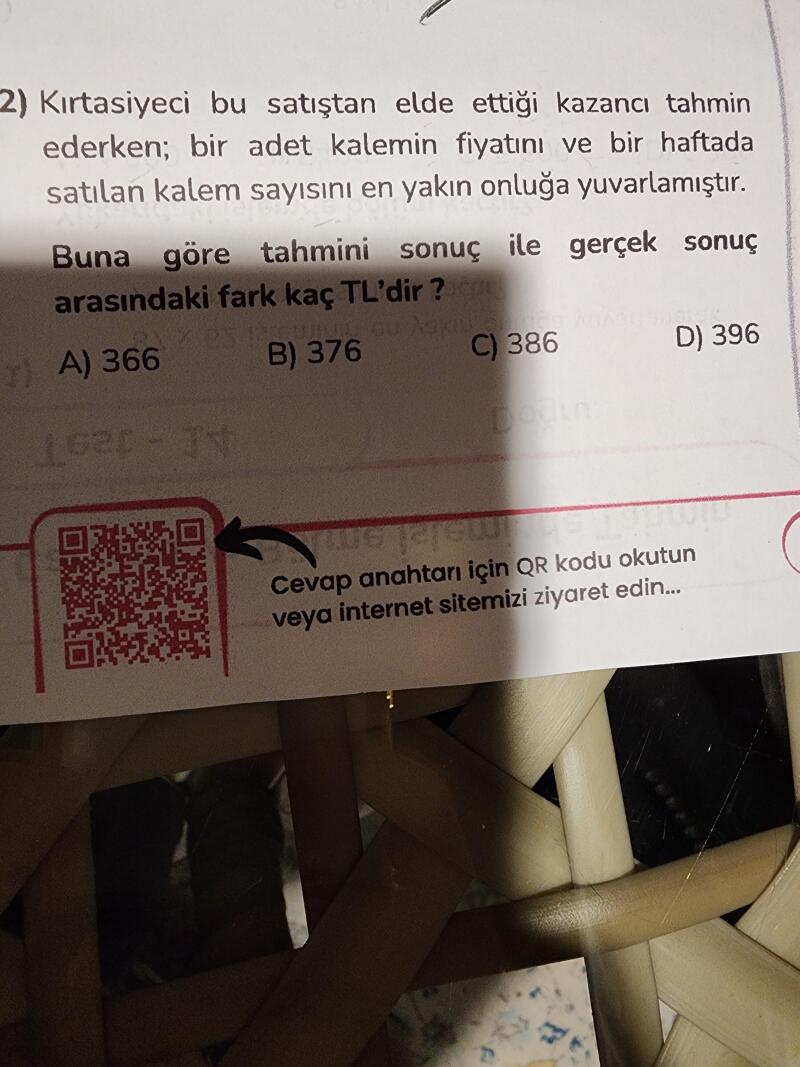 2) Kırtasiyeci bu satıştan elde ettiği kazancı tahmin
ederken; bir adet kalemin fiyatını ve bir haftada
satılan kalem sayısını en yakın onluğa yuvarlamıştır.
Buna göre tahmini sonuç ile gerçek sonuç
arasındaki fark kaç TL'dir ?
A) 366 B) 376 C) 386 D) 396
Test - 14
Cevap anahtarı için QR kodu okutun
veya internet sitemizi ziyaret edin...